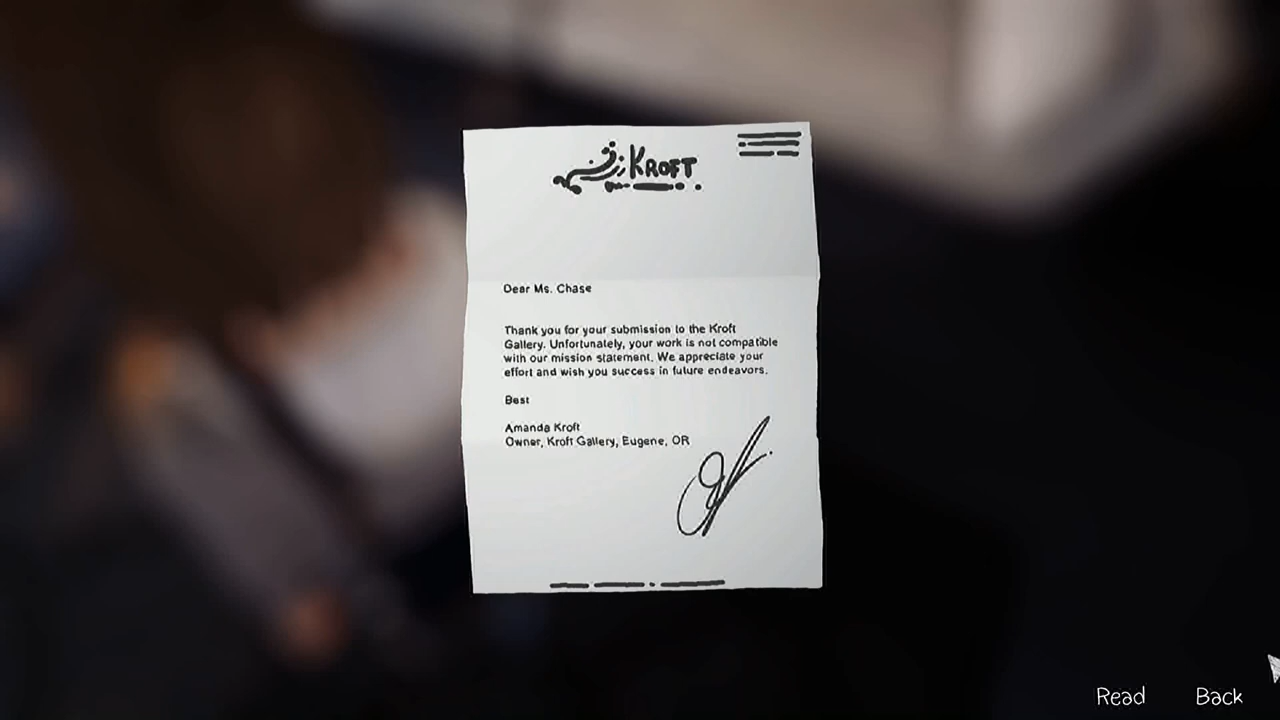 KROFT
Dear Ms. Chase
Thank you for your submission to the Kroft
Gallery. Unfortunately, your work is not compatible
with our mission statement. We appreciate your
effort and wish you success in future endeavors.
Best
Amanda Kroft
Owner, Kroft Gallery, Eugene, OR
Read Back